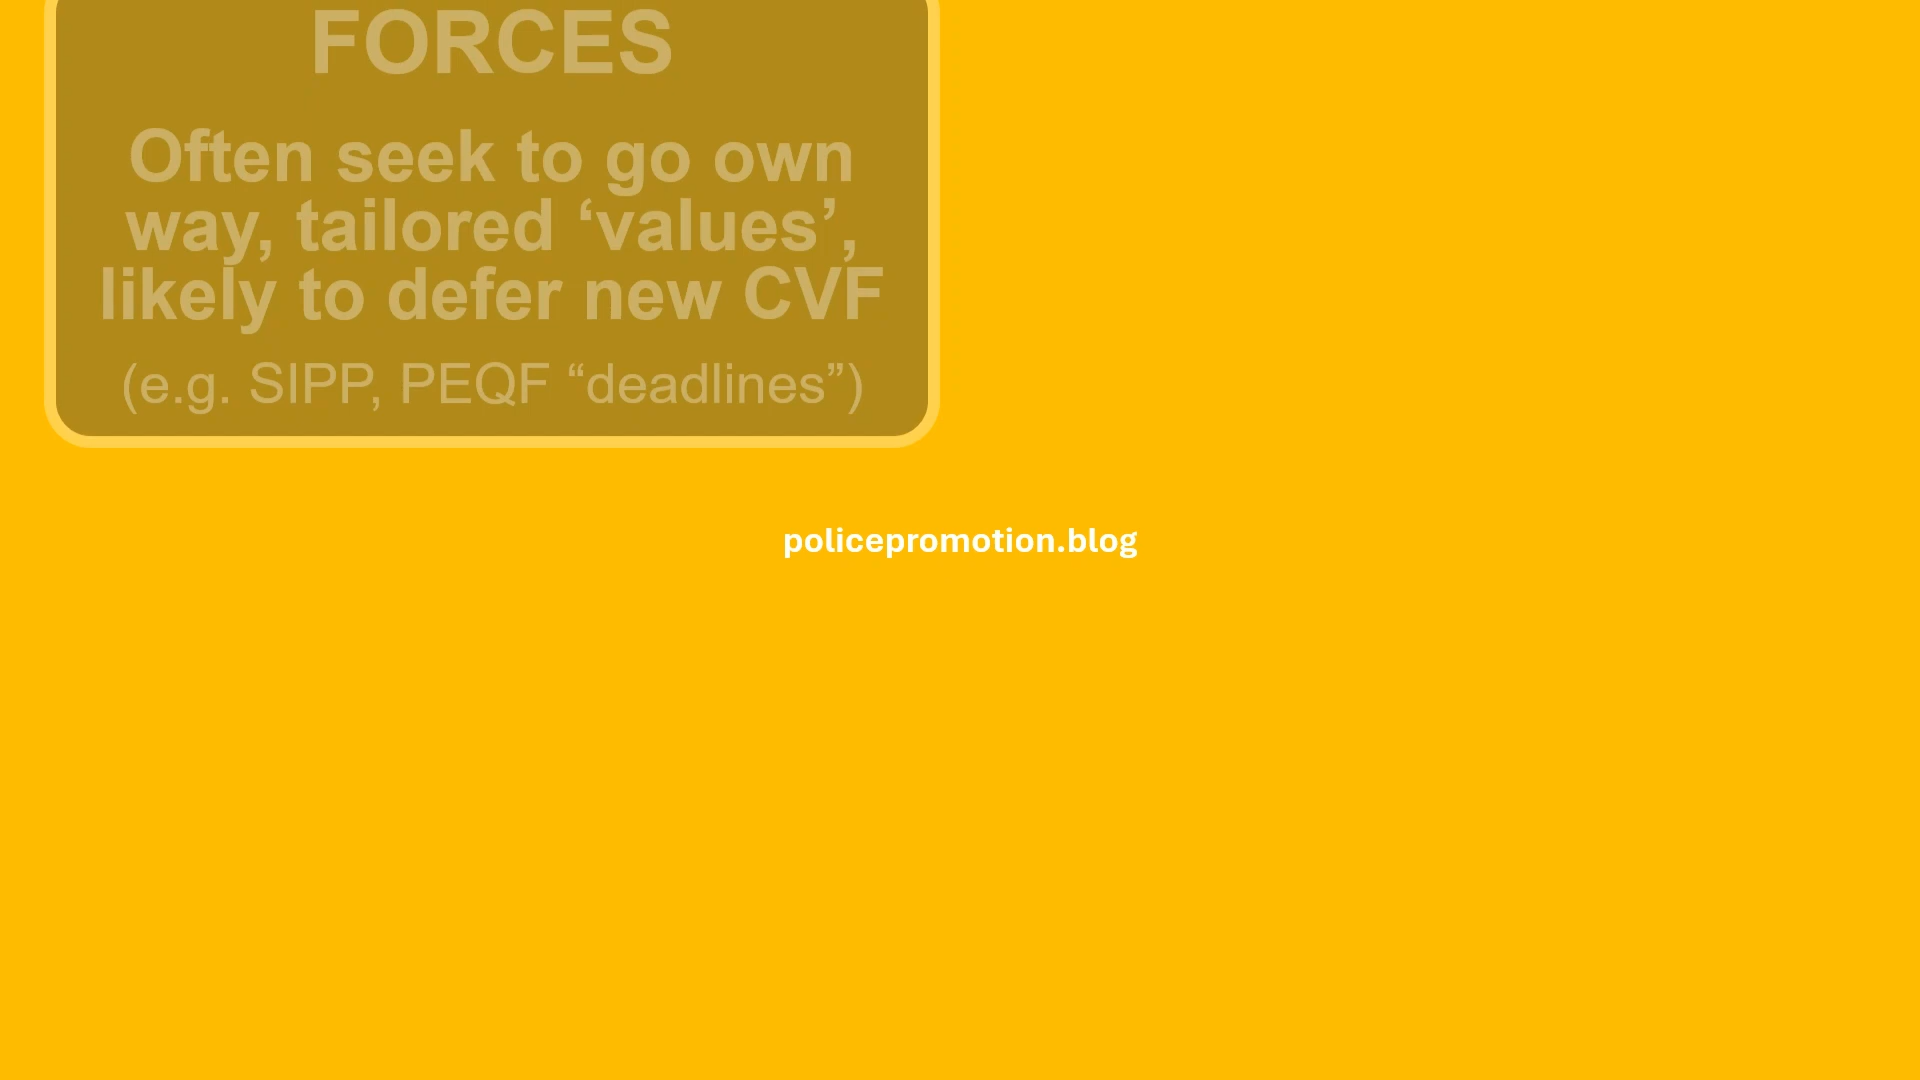 FORCES
Often seek to go own
way, tailored ‘values’,
likely to defer new CVF
(e.g. SIPP, PEQF “deadlines”)
policepromotion.blog